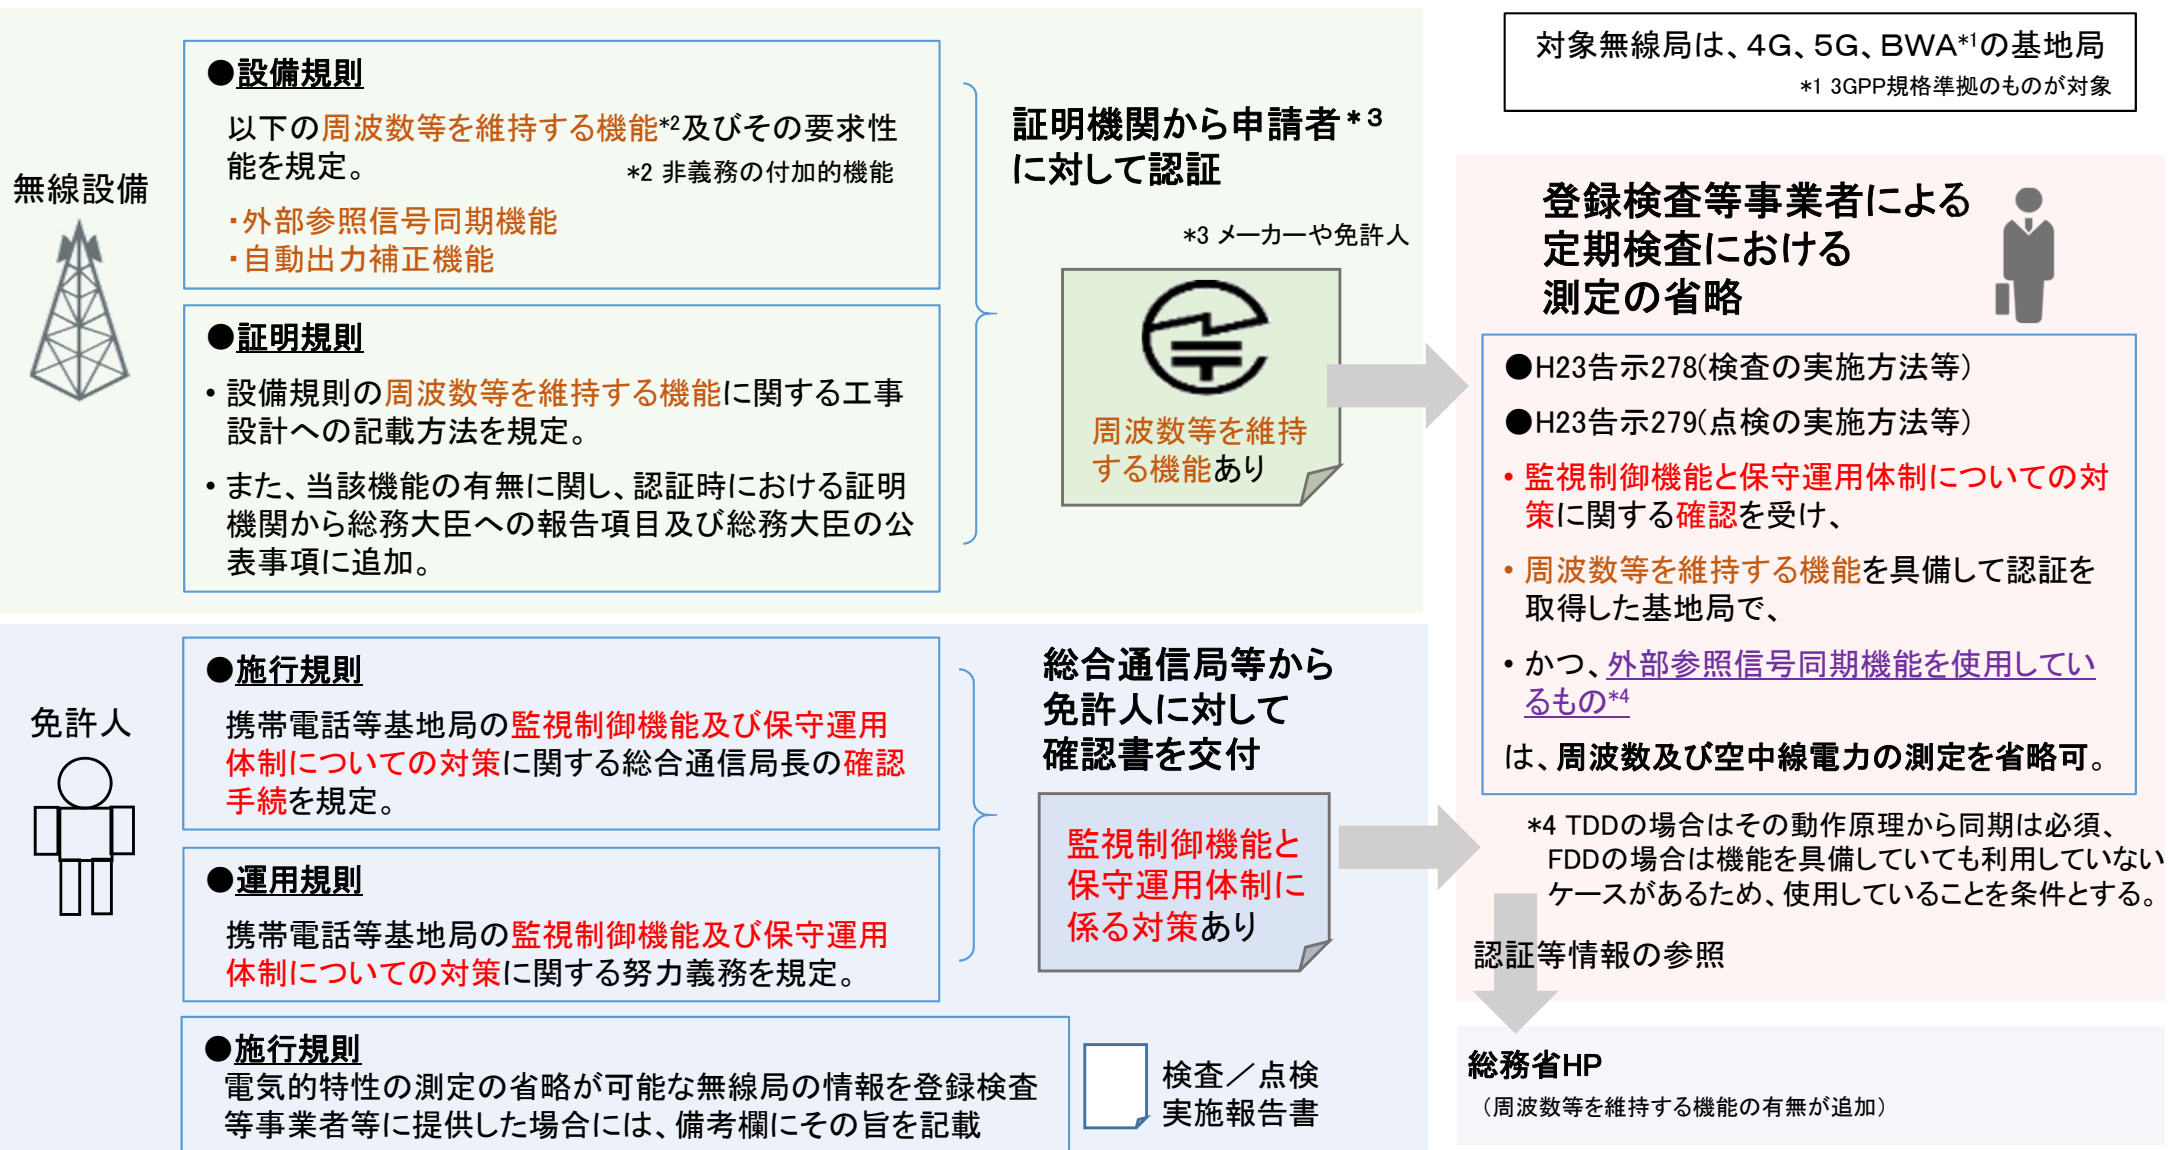 無線設備
●設備規則
以下の周波数等を維持する機能*2及びその要求性
能を規定。
*2 非義務の付加的機能
・外部参照信号同期機能
・自動出力補正機能
●証明規則
• 設備規則の周波数等を維持する機能に関する工事
設計への記載方法を規定。
• また、当該機能の有無に関し、認証時における証明
機関から総務大臣への報告項目及び総務大臣の公
表事項に追加。
証明機関から申請者*3
に対して認証
*3 メーカーや免許人
周波数等を維持
する機能あり
免許人
●施行規則
携帯電話等基地局の監視制御機能及び保守運用
体制についての対策に関する総合通信局長の確認
手続を規定。
●運用規則
携帯電話等基地局の監視制御機能及び保守運用
体制についての対策に関する努力義務を規定。
総合通信局等から
免許人に対して
確認書を交付
監視制御機能と
保守運用体制に
係る対策あり
●施行規則
電気的特性の測定の省略が可能な無線局の情報を登録検査
等事業者等に提供した場合には、備考欄にその旨を記載
検査／点検
実施報告書
対象無線局は、4G、5G、BWA*1の基地局
*1 3GPP規格準拠のものが対象
登録検査等事業者による
定期検査における
測定の省略
●H23告示278(検査の実施方法等)
●H23告示279(点検の実施方法等)
• 監視制御機能と保守運用体制についての対
策に関する確認を受け、
• 周波数等を維持する機能を具備して認証を
取得した基地局で、
• かつ、外部参照信号同期機能を使用してい
るもの*4
は、周波数及び空中線電力の測定を省略可。
*4 TDDの場合はその動作原理から同期は必須、
FDDの場合は機能を具備していても利用していない
ケースがあるため、使用していることを条件とする。
認証等情報の参照
総務省HP
（周波数等を維持する機能の有無が追加）